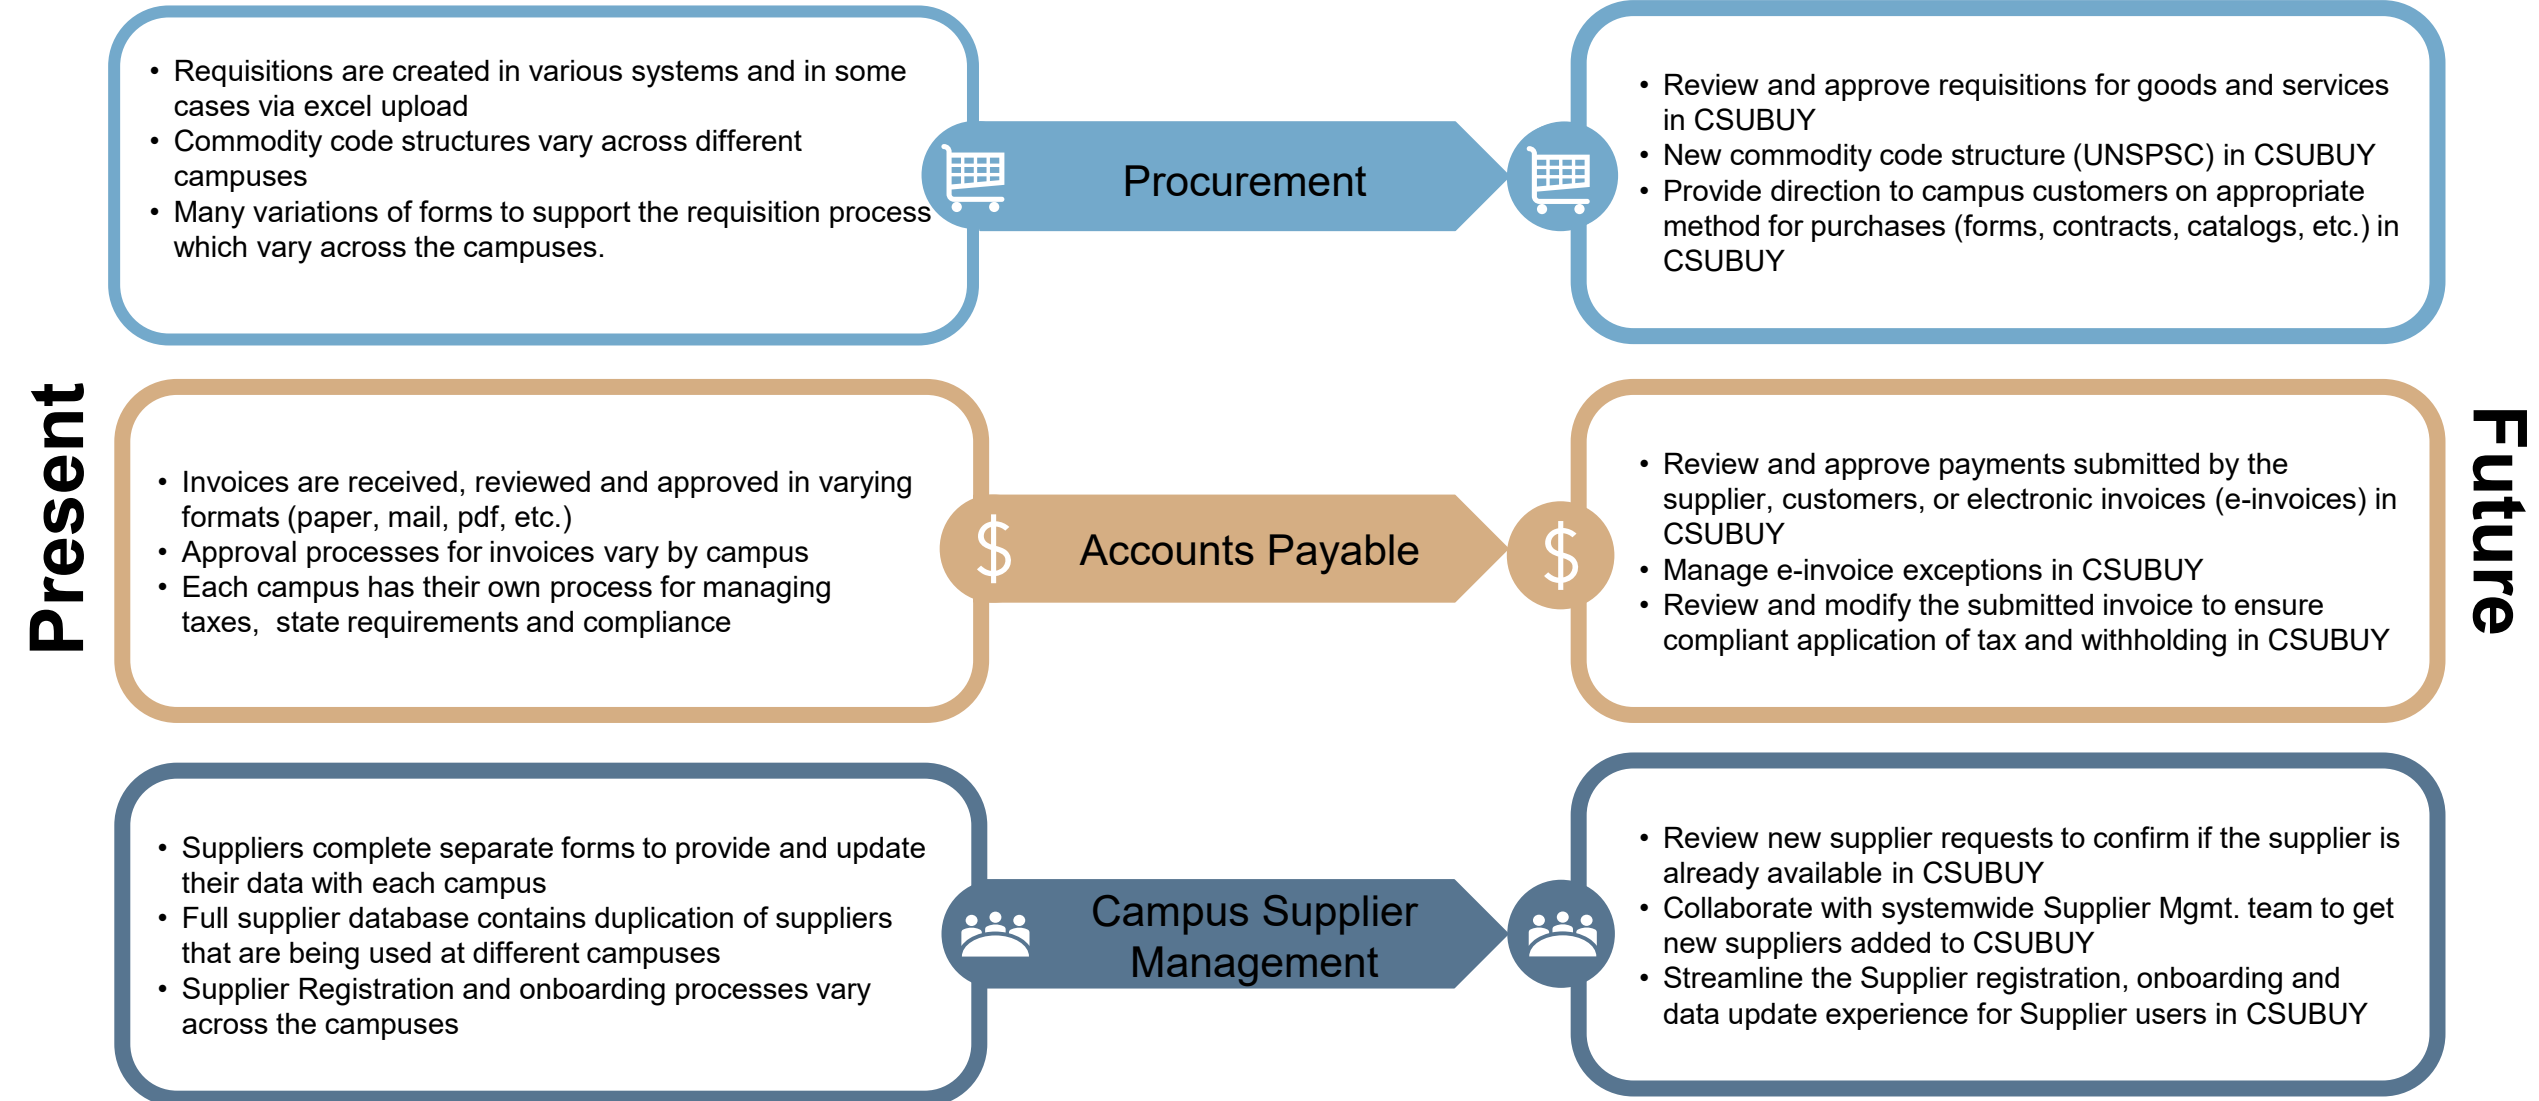 Present
• Requisitions are created in various systems and in some
cases via excel upload
• Commodity code structures vary across different
campuses
• Many variations of forms to support the requisition process
which vary across the campuses.
Procurement
• Review and approve requisitions for goods and services
in CSUBUY
• New commodity code structure (UNSPSC) in CSUBUY
• Provide direction to campus customers on appropriate
method for purchases (forms, contracts, catalogs, etc.) in
CSUBUY
• Invoices are received, reviewed and approved in varying
formats (paper, mail, pdf, etc.)
• Approval processes for invoices vary by campus
• Each campus has their own process for managing
taxes,  state requirements and compliance
$
Accounts Payable
$
• Review and approve payments submitted by the
supplier, customers, or electronic invoices (e-invoices) in
CSUBUY
• Manage e-invoice exceptions in CSUBUY
• Review and modify the submitted invoice to ensure
compliant application of tax and withholding in CSUBUY
• Suppliers complete separate forms to provide and update
their data with each campus
• Full supplier database contains duplication of suppliers
that are being used at different campuses
• Supplier Registration and onboarding processes vary
across the campuses
Campus Supplier
Management
• Review new supplier requests to confirm if the supplier is
already available in CSUBUY
• Collaborate with systemwide Supplier Mgmt. team to get
new suppliers added to CSUBUY
• Streamline the Supplier registration, onboarding and
data update experience for Supplier users in CSUBUY
Future